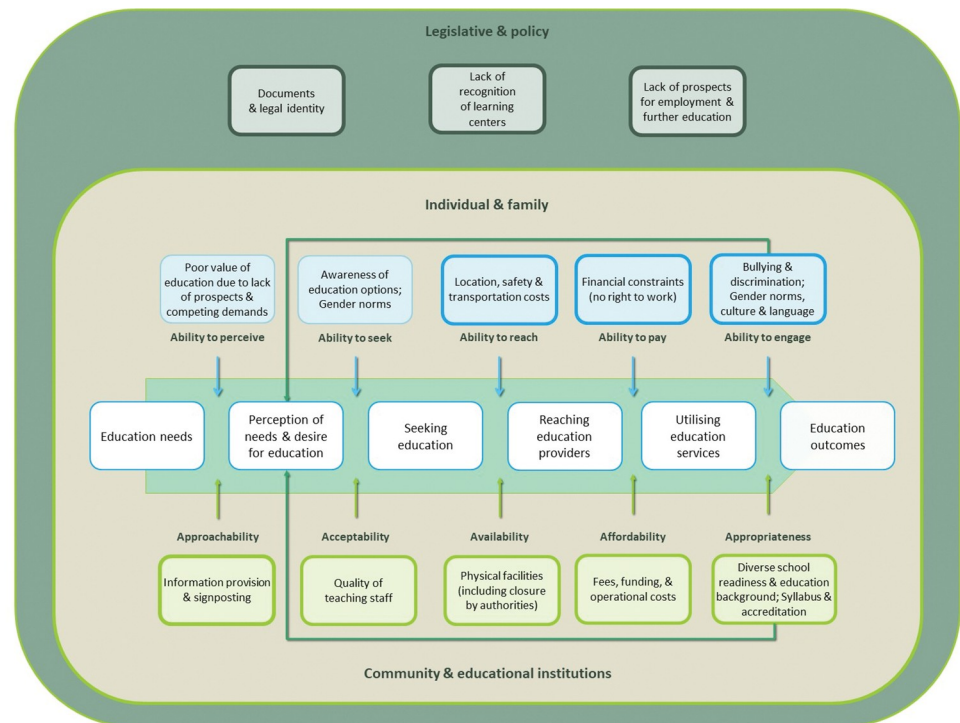 Legislative & policy
Documents
& legal identity
Lack of
recognition
of learning
centers
Lack of prospects
for employment &
further education
Individual & family
Poor value of
education due to lack
of prospects &
competing demands
Awareness of
education options;
Gender norms
Location, safety &
transportation costs
Financial constraints
(no right to work)
Bullying &
discrimination;
Gender norms,
culture & language
Ability to perceive
Ability to seek
Ability to reach
Ability to pay
Ability to engage
Education needs
Perception of
needs & desire
for education
Seeking
education
Reaching
education
providers
Utilising
education
services
Education
outcomes
Approachability
Acceptability
Availability
Affordability
Appropriateness
Information provision
& signposting
Quality of
teaching staff
Physical facilities
(including closure
by authorities)
Fees, funding, &
operational costs
Diverse school
readiness & education
background; Syllabus &
accreditation
Community & educational institutions